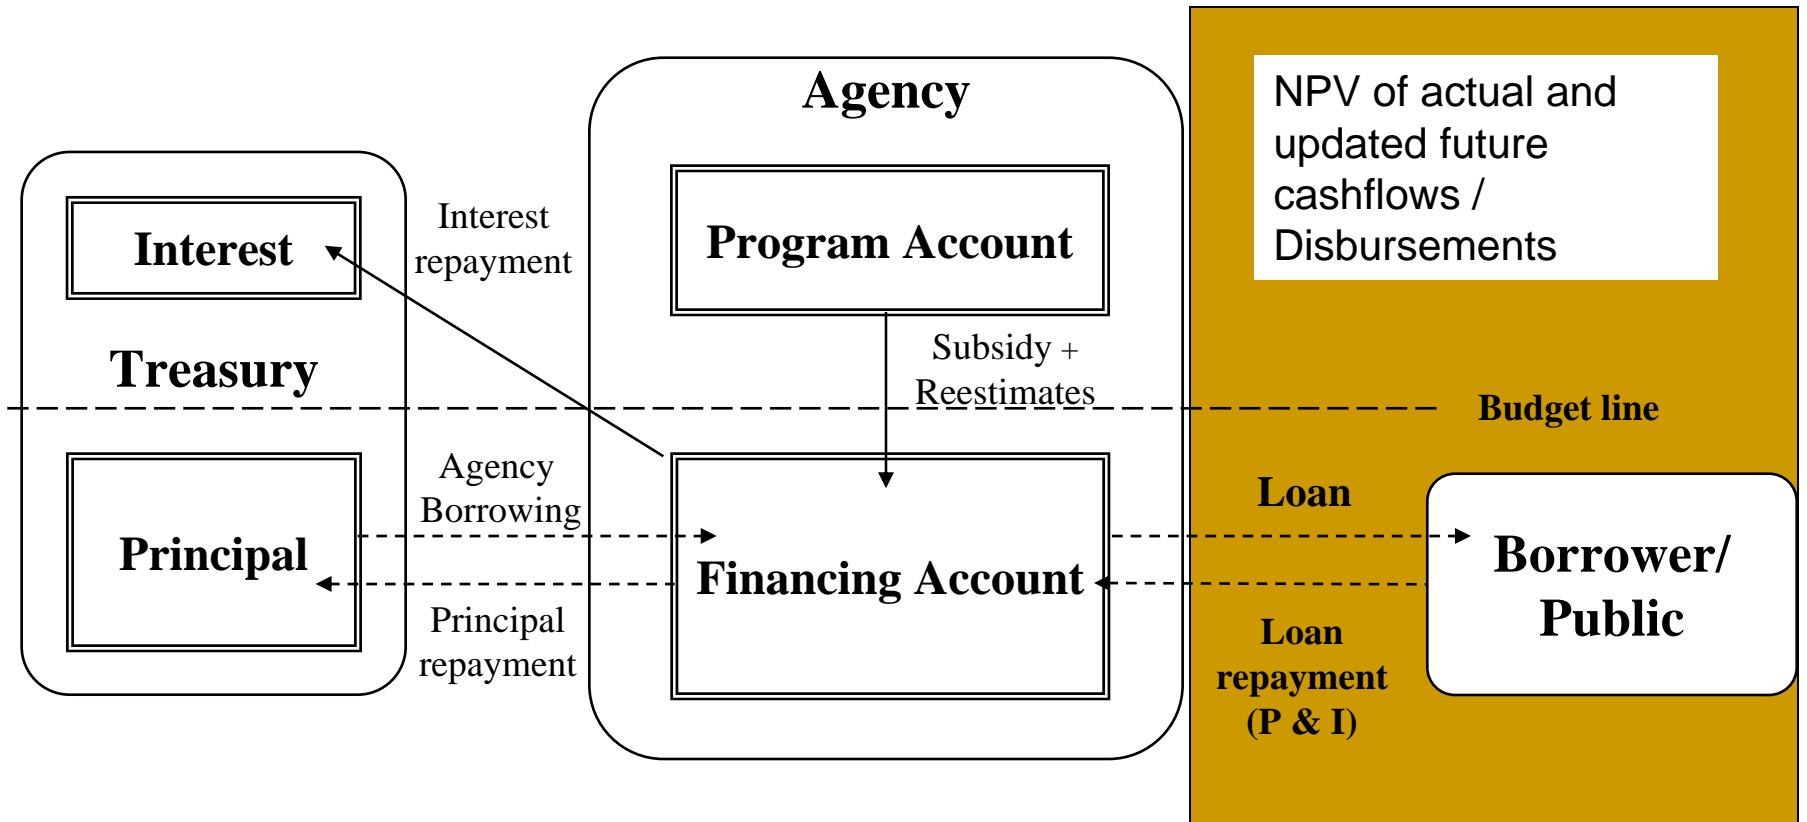 Agency
NPV of actual and
updated future
cashflows /
Disbursements
Interest
repayment
Interest
Program Account
Treasury
Subsidy +
Reestimates
Budget line
Agency
Borrowing
Loan
Principal
Financing Account
Borrower/
Public
Principal
repayment
Loan
repayment
(P & I)